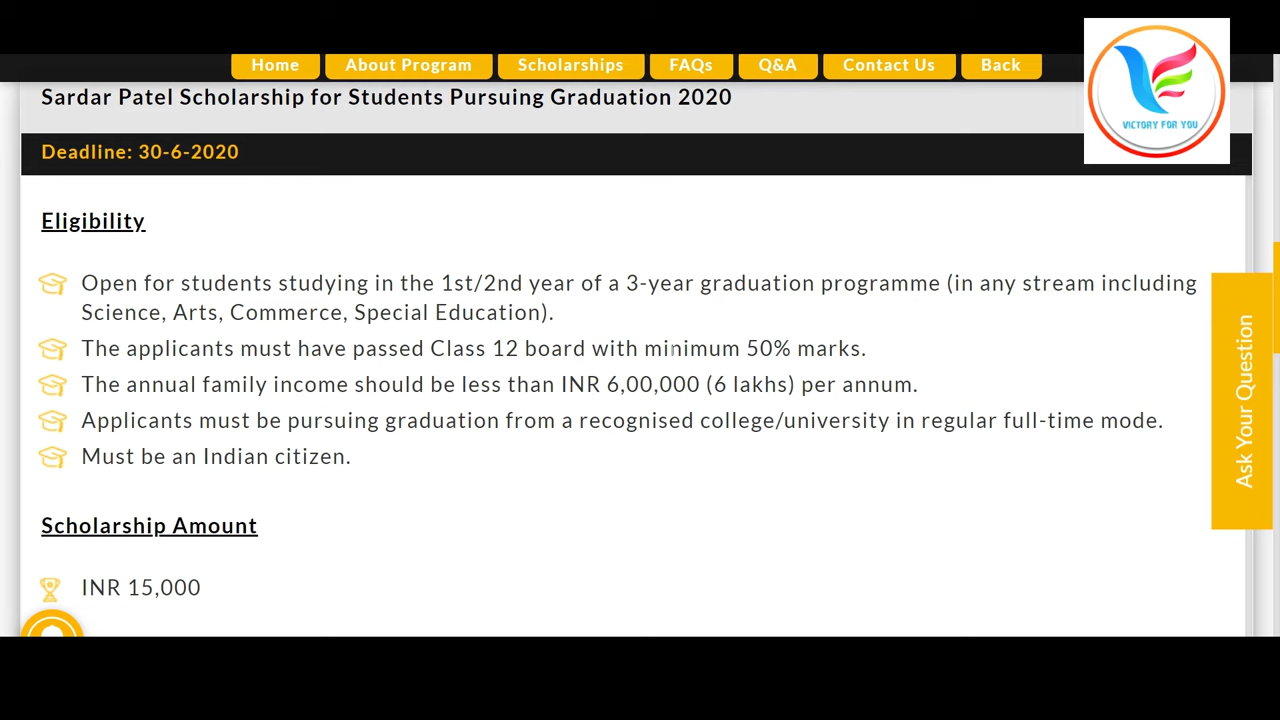 Home About Program Scholarships FAQs Q&A Contact Us Back
VICTORY FOR YOU
Sardar Patel Scholarship for Students Pursuing Graduation 2020
Deadline: 30-6-2020
Eligibility
Open for students studying in the 1st/2nd year of a 3-year graduation programme (in any stream including
Science, Arts, Commerce, Special Education).
The applicants must have passed Class 12 board with minimum 50% marks.
The annual family income should be less than INR 6,00,000 (6 lakhs) per annum.
Applicants must be pursuing graduation from a recognised college/university in regular full-time mode.
Must be an Indian citizen.
Ask Your Question
Scholarship Amount
INR 15,000